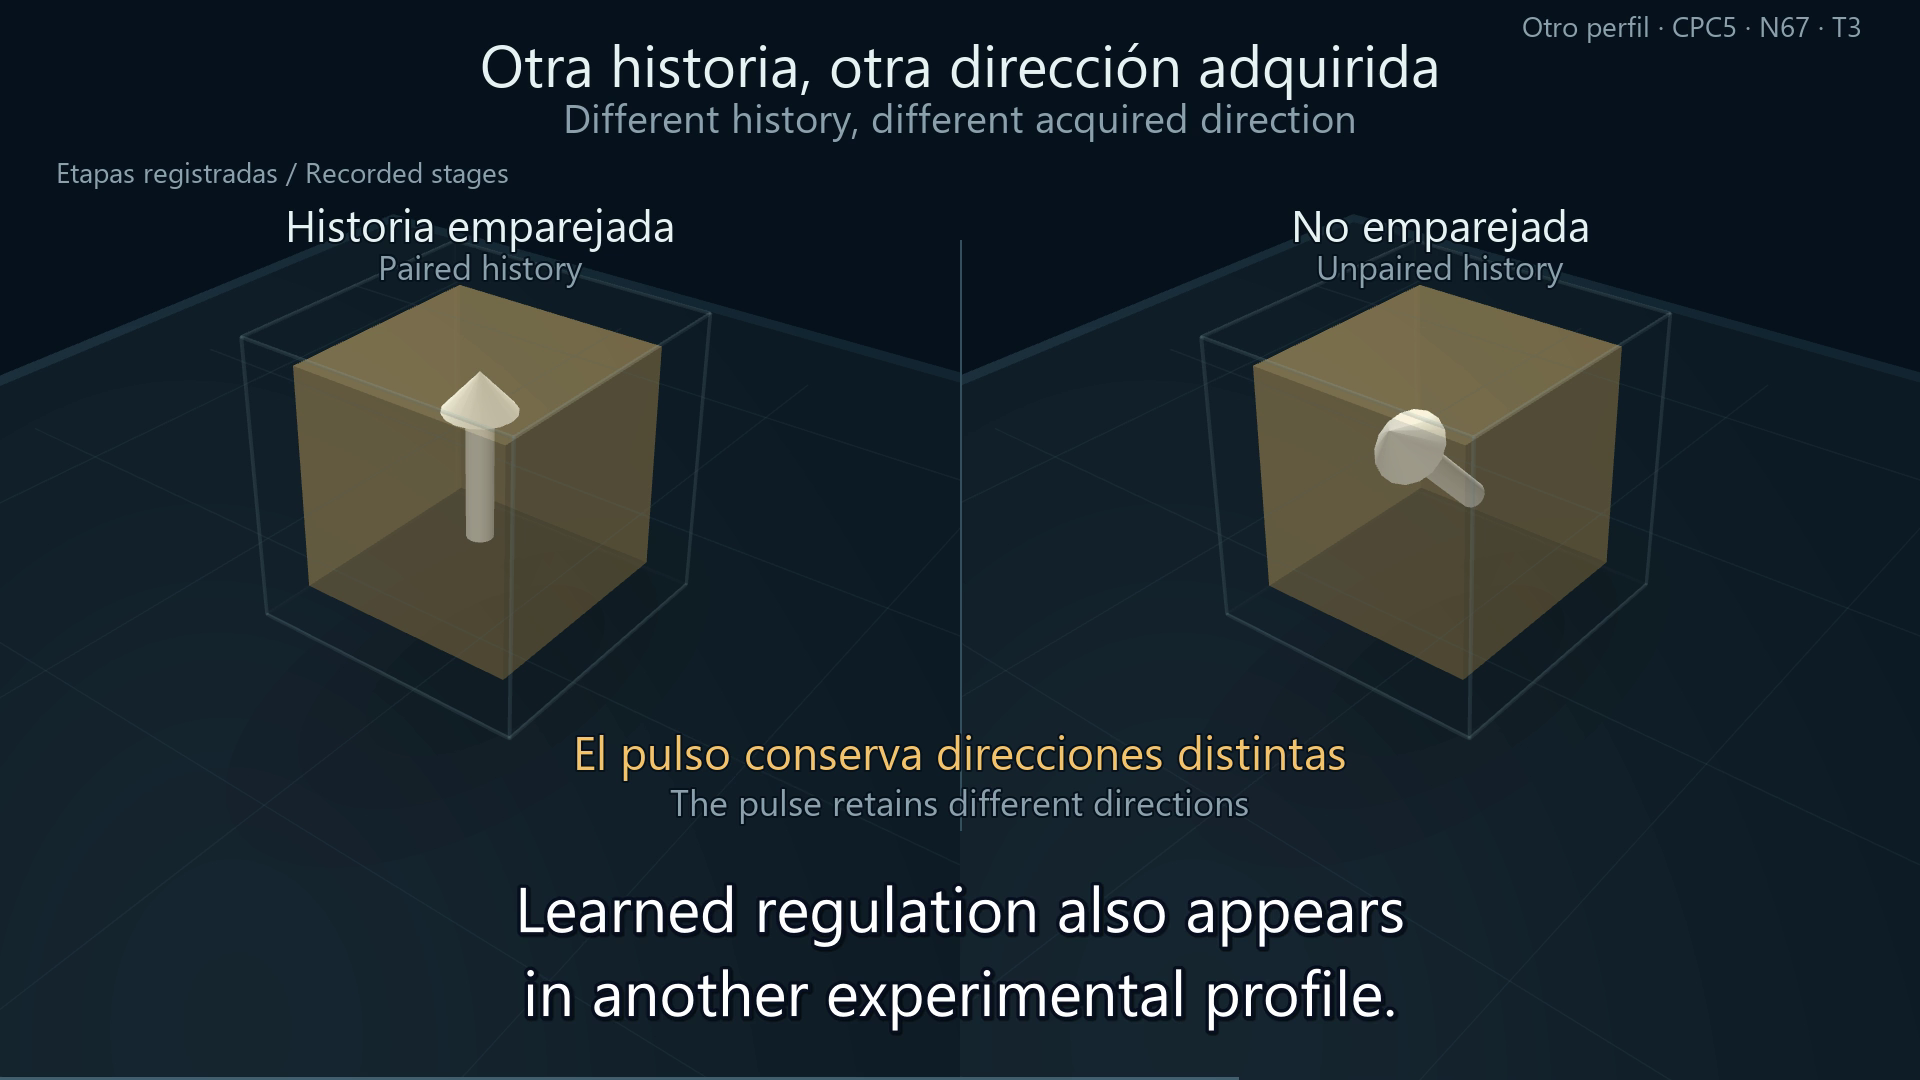 Otro perfil · CPC5 · N67 · T3
Otra historia, otra dirección adquirida
Different history, different acquired direction
Etapas registradas / Recorded stages
Historia emparejada
Paired history
No emparejada
Unpaired history
El pulso conserva direcciones distintas
The pulse retains different directions
Learned regulation also appears
in another experimental profile.